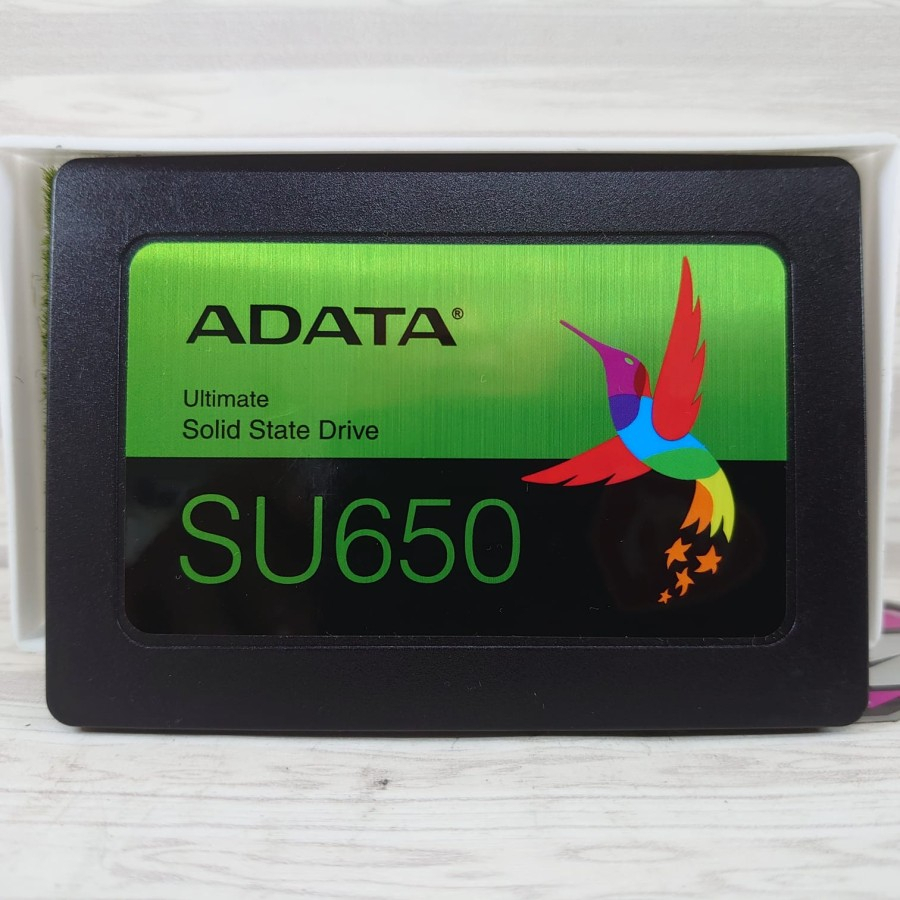 ADATA®
Ultimate
Solid State Drive
SU650